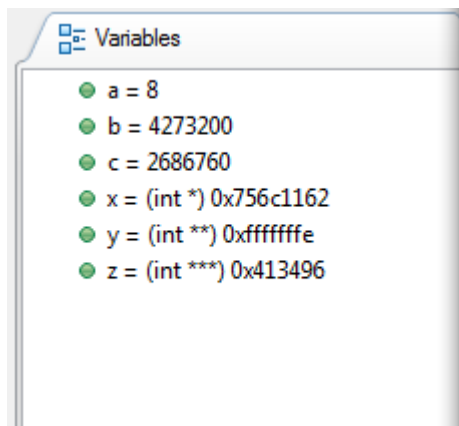 Variables
a = 8
b = 4273200
c = 2686760
x = (int *) 0x756c1162
y = (int **) 0xfffffffe
z = (int ***) 0x413496